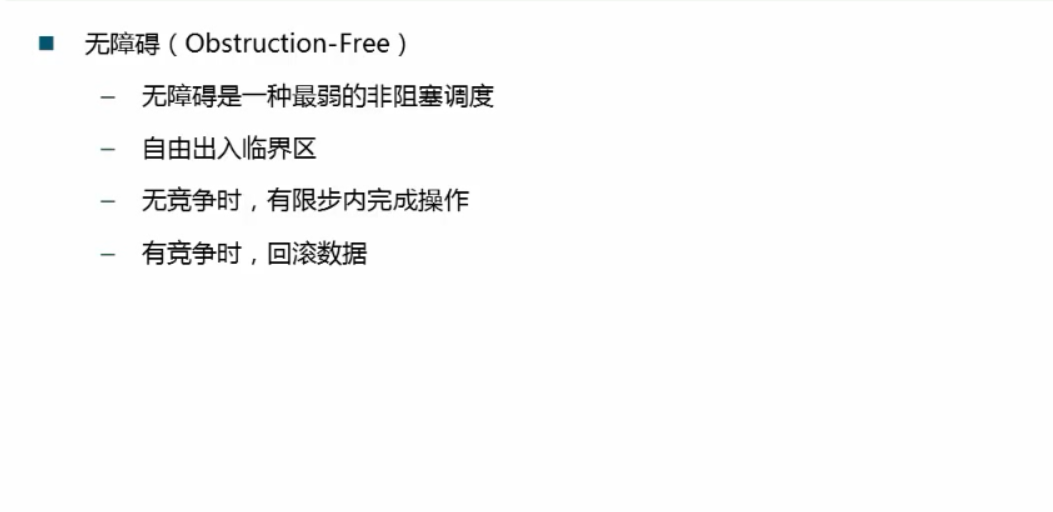 ■ 无障碍（Obstruction-Free）
– 无障碍是一种最弱的非阻塞调度
– 自由出入临界区
– 无竞争时，有限步内完成操作
– 有竞争时，回滚数据